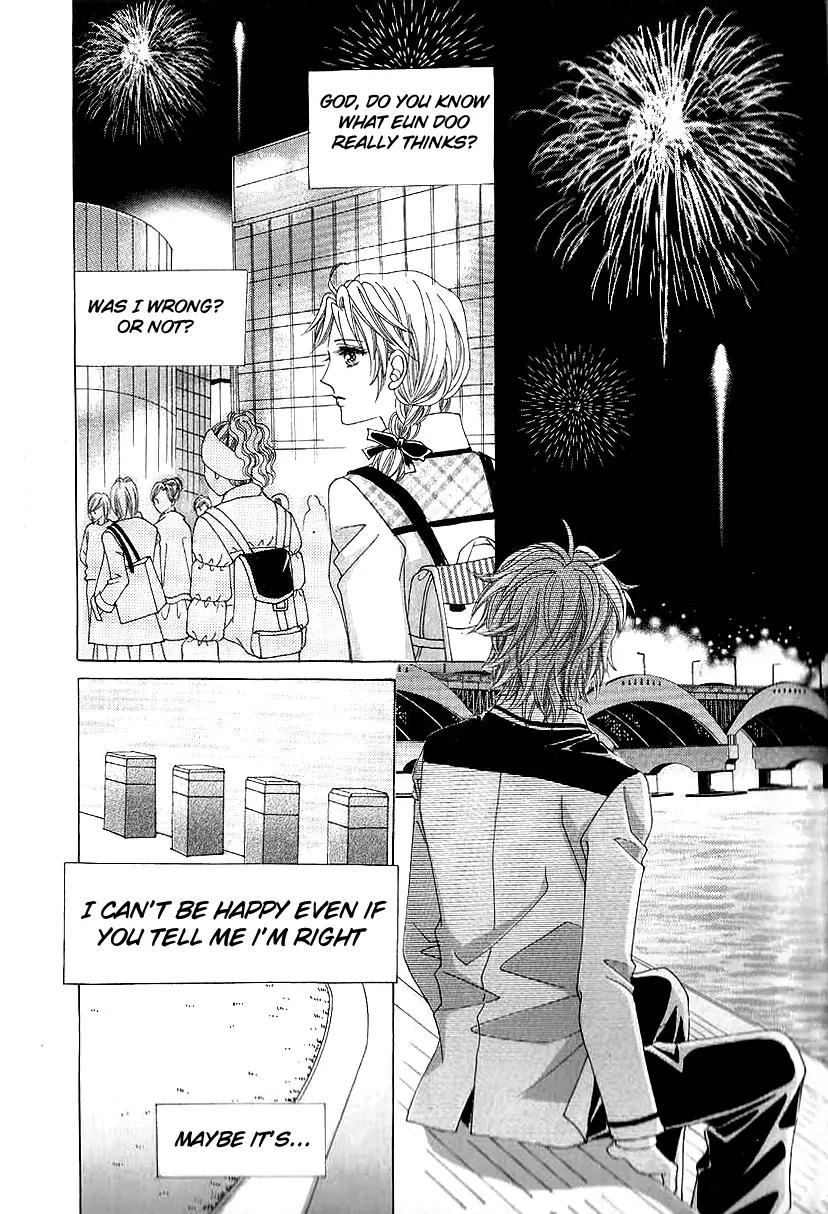 GOD, DO YOU KNOW
WHAT EUN DOO
REALLY THINKS?
WAS I WRONG?
OR NOT?
I CAN'T BE HAPPY EVEN IF
YOU TELL ME I'M RIGHT
MAYBE IT'S...